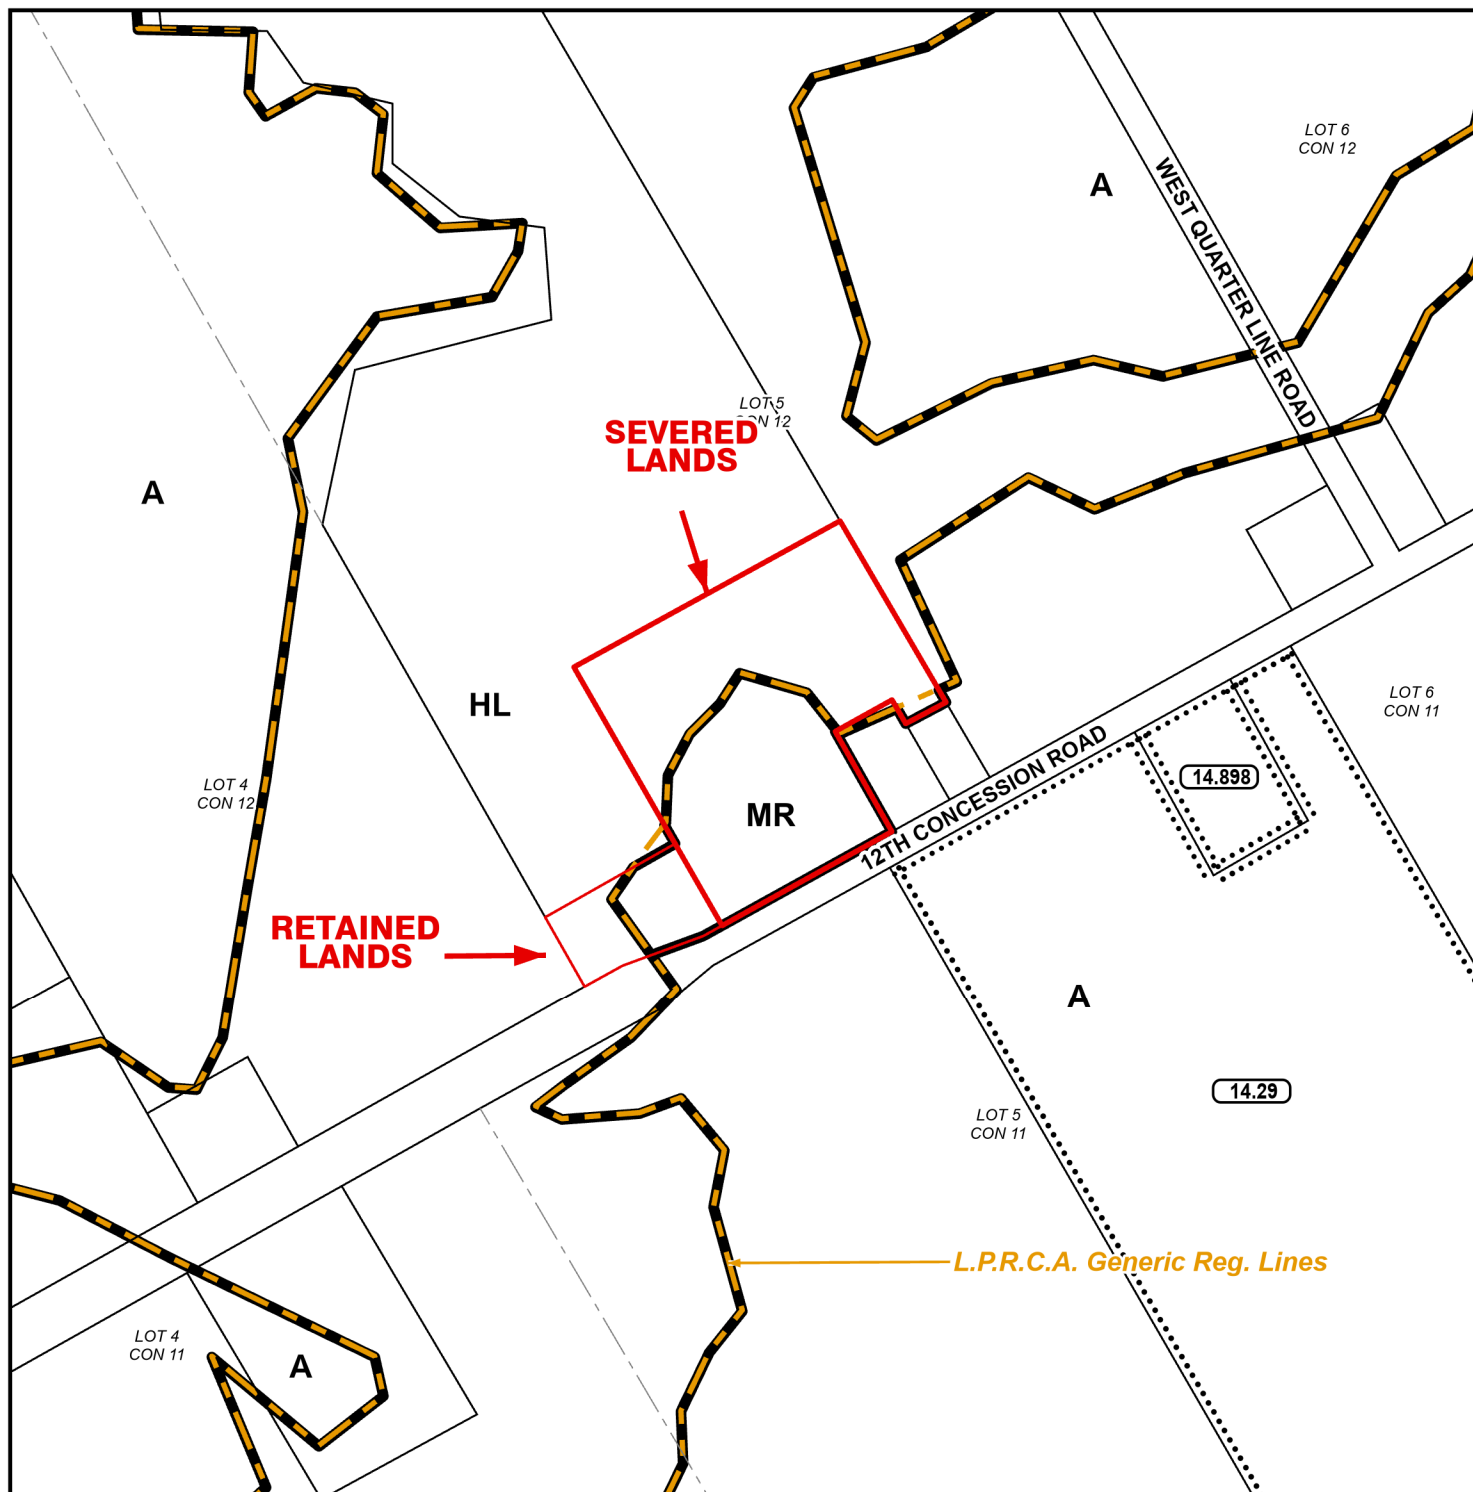 LOT 6
CON 12
A
WEST QUARTER LINE ROAD
LOT 5
CON 12
SEVERED
LANDS
A
HL
LOT 6
CON 11
12TH CONCESSION ROAD
14.898
LOT 4
CON 12
MR
RETAINED
LANDS
A
14.29
LOT 5
CON 11
L.P.R.C.A. Generic Reg. Lines
LOT 4
CON 11
A